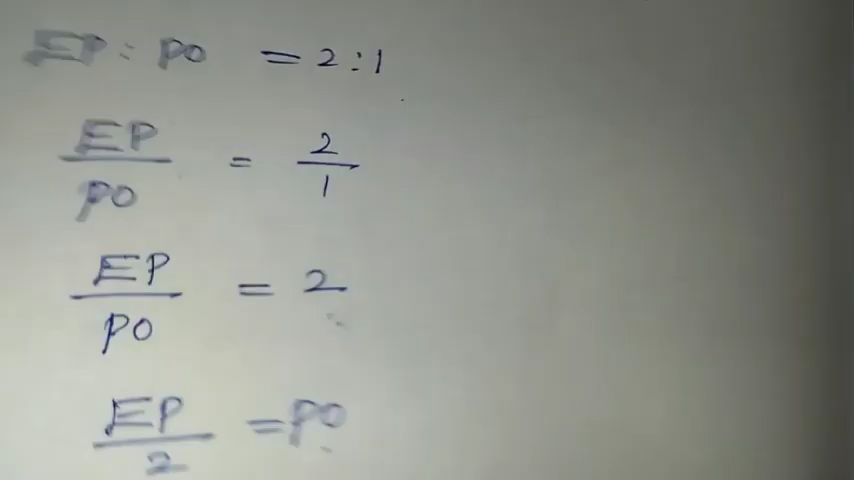 EP : PO = 2 : 1
EP/PO = 2/1
EP/PO = 2
EP/2 = PO